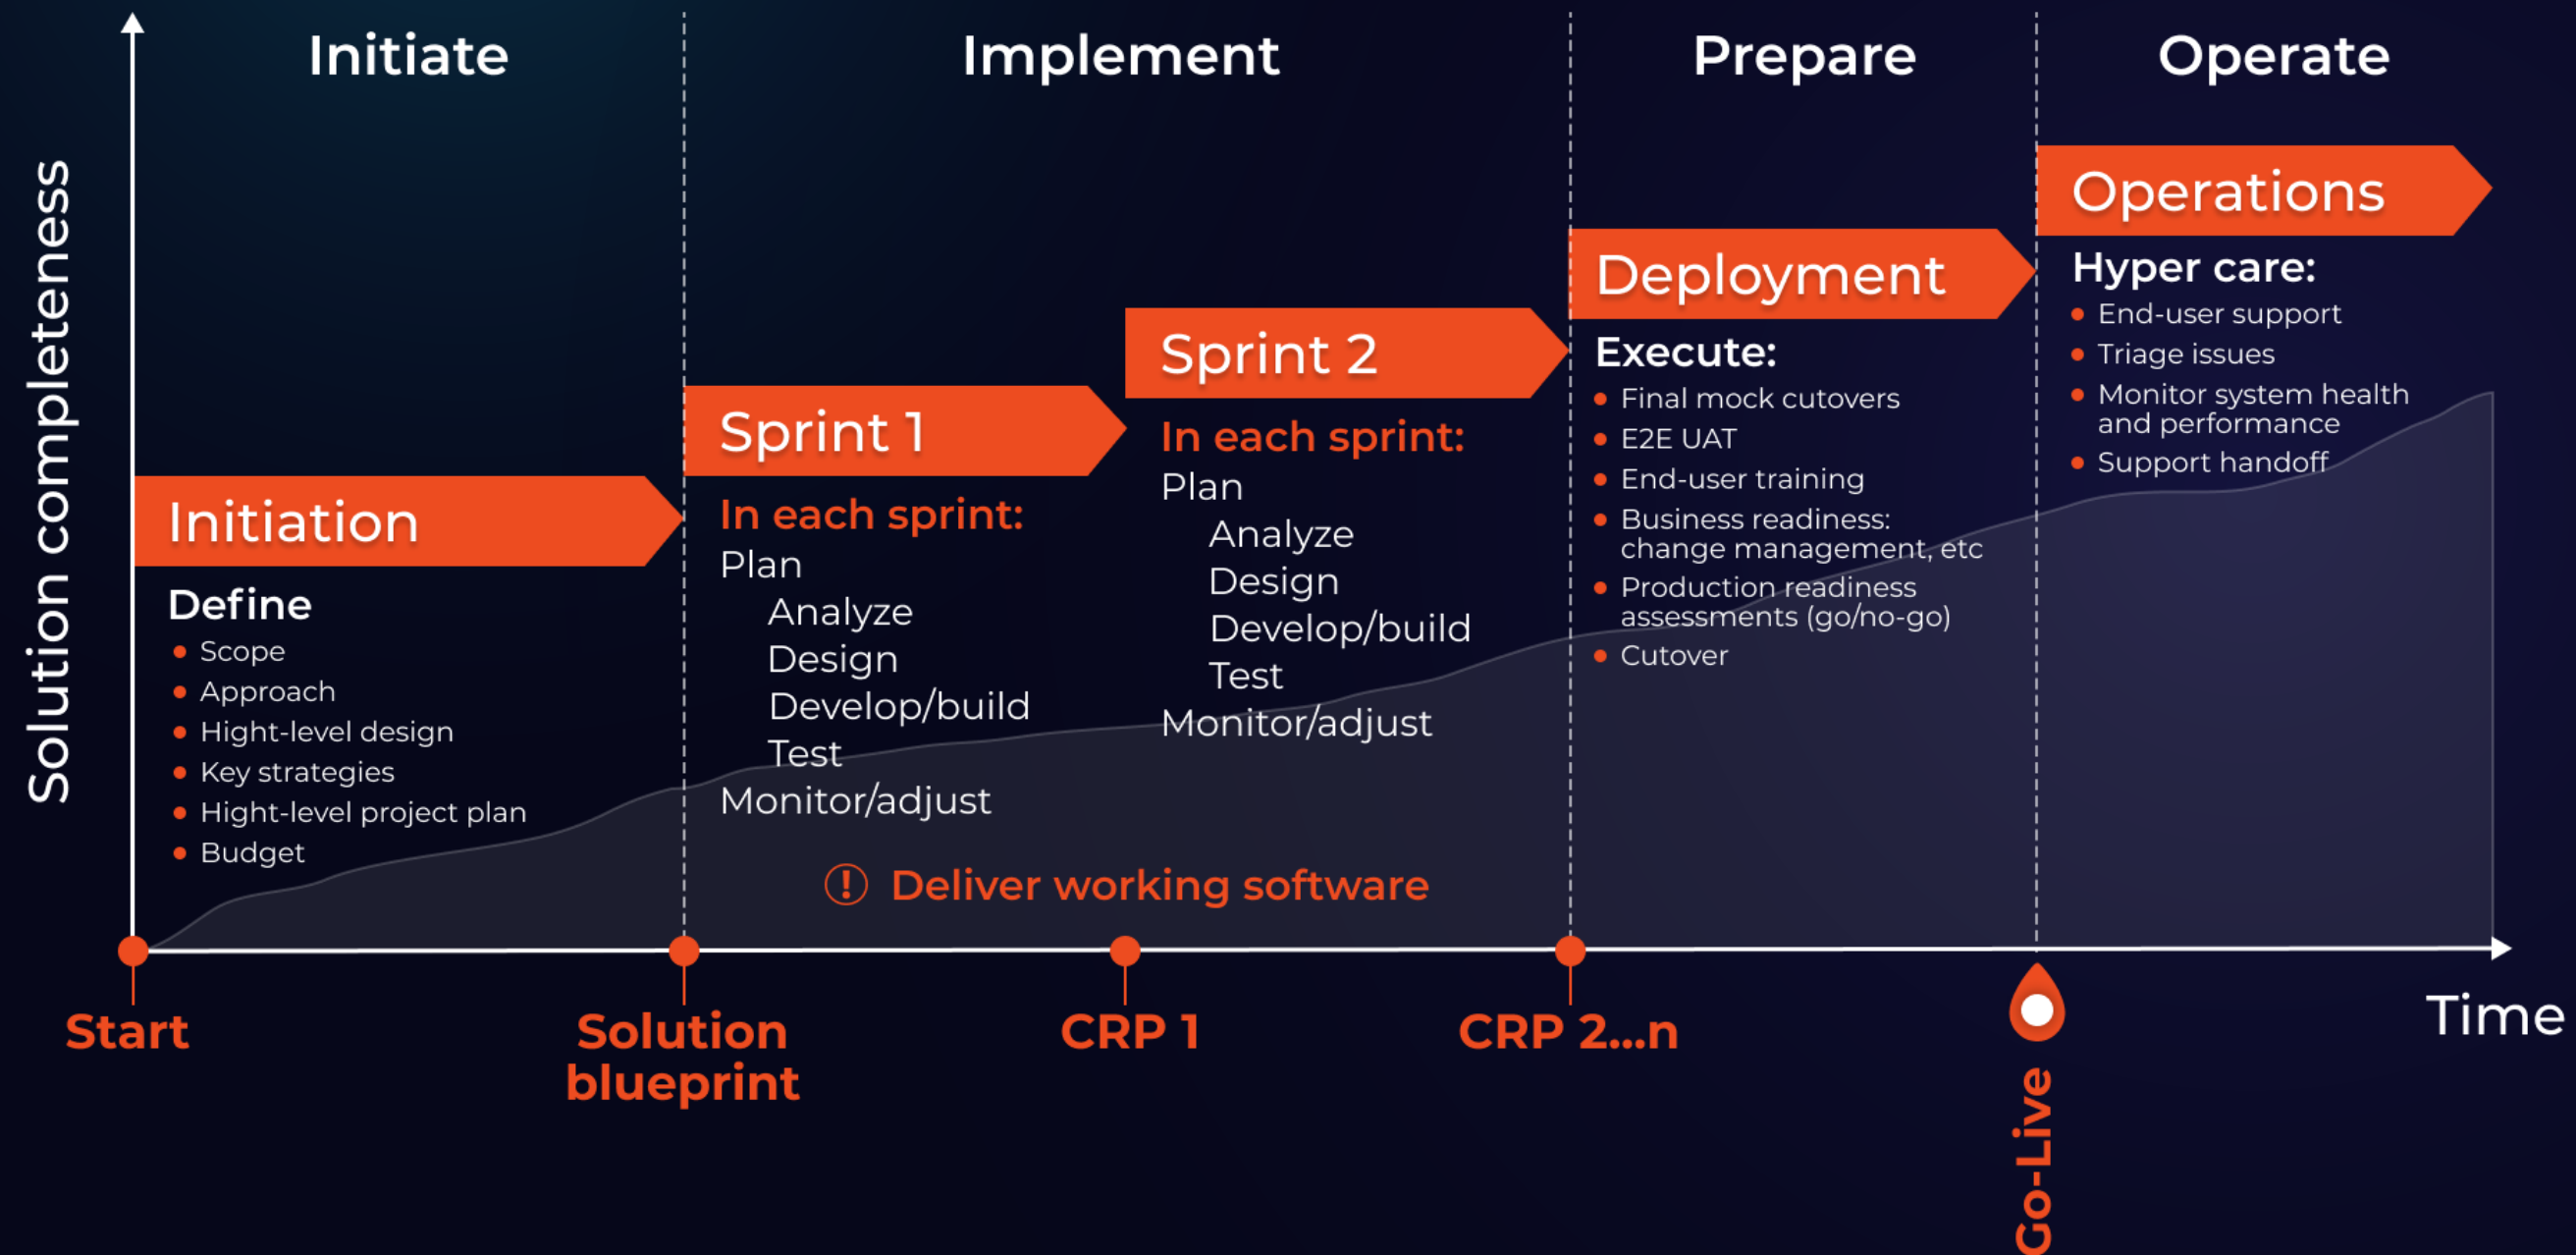 Initiate
Implement
Prepare
Operate
Solution completeness
Initiation
Define
Scope
Approach
Hight-level design
Key strategies
Hight-level project plan
Budget
Sprint 1
In each sprint:
Plan
Analyze
Design
Develop/build
Test
Monitor/adjust
Sprint 2
In each sprint:
Plan
Analyze
Design
Develop/build
Test
Monitor/adjust
! Deliver working software
Deployment
Execute:
Final mock cutovers
E2E UAT
End-user training
Business readiness:
change management, etc
Production readiness
assessments (go/no-go)
Cutover
Operations
Hyper care:
End-user support
Triage issues
Monitor system health
and performance
Support handoff
Start
Solution
blueprint
CRP 1
CRP 2...n
Go-Live
Time